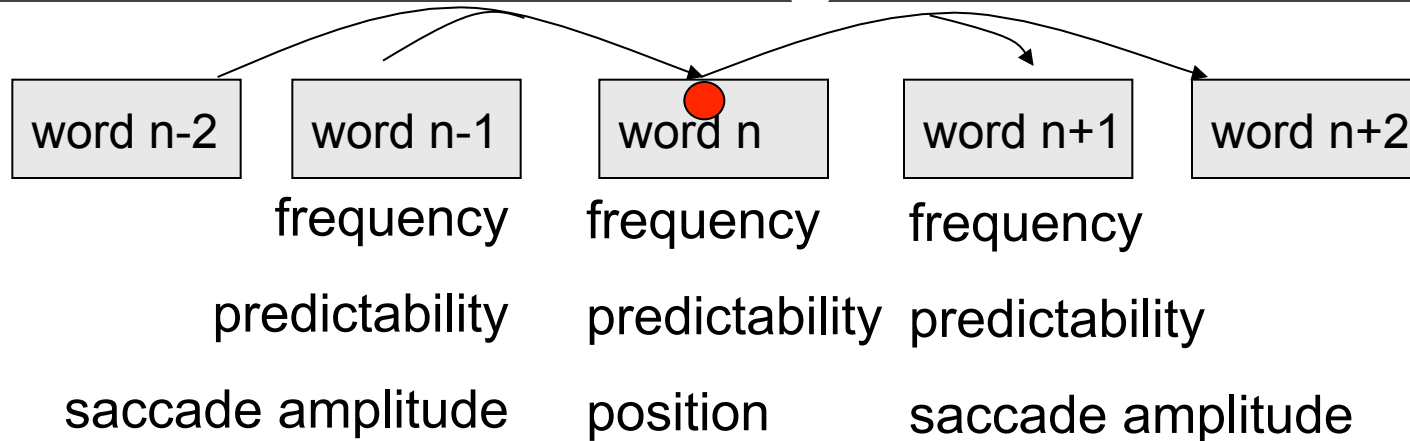 word n-2 word n-1 word n word n+1 word n+2
frequency frequency frequency
predictability predictability predictability
saccade amplitude position saccade amplitude